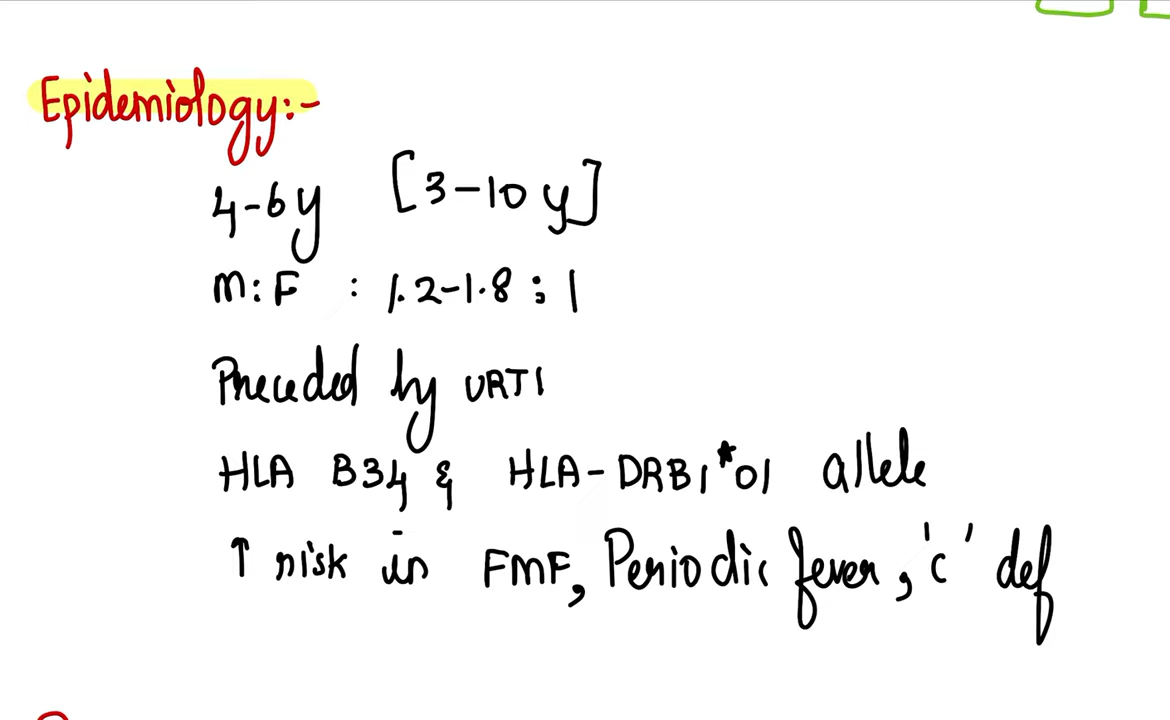 Epidemiology:-
4-6y [3-10 y]
M:F : 1.2-1.8 : 1
Preceded by URTI
HLA B34 & HLA-DRB1*01 allele
↑ risk in FMF, Periodic fever, 'c' def